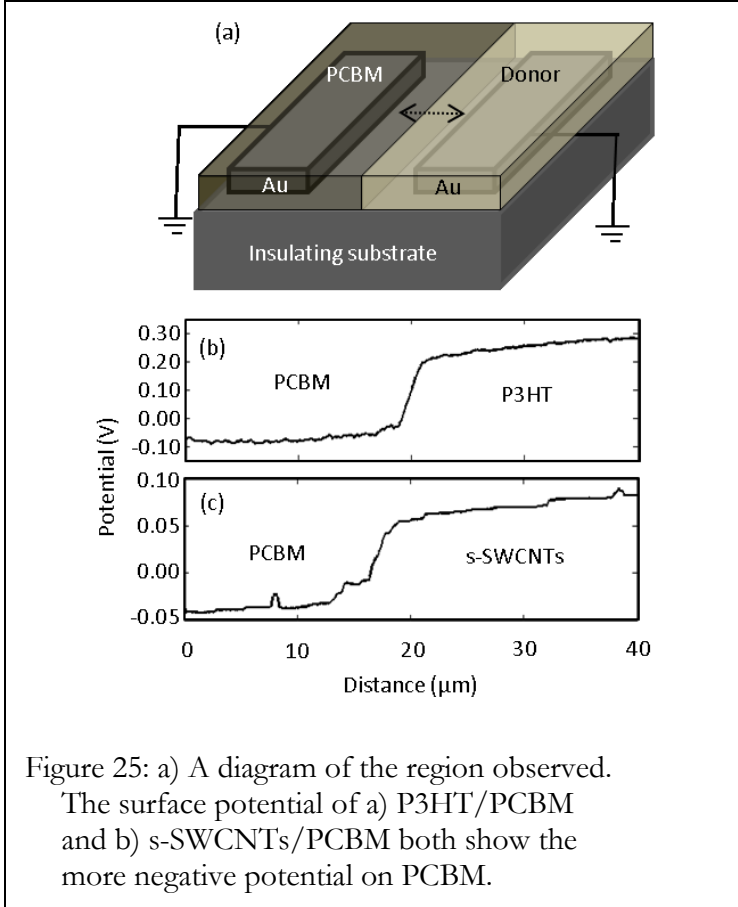 (a)
PCBM
Donor
Au
Au
Insulating substrate
0.30
0.20
0.10
0.00
-0.10
(b)
PCBM
P3HT
Potential (V)
0.10
0.05
0.00
-0.05
(c)
PCBM
s-SWCNTs
0
10
20
30
40
Distance (μm)
Figure 25: a) A diagram of the region observed.
The surface potential of a) P3HT/PCBM
and b) s-SWCNTs/PCBM both show the
more negative potential on PCBM.